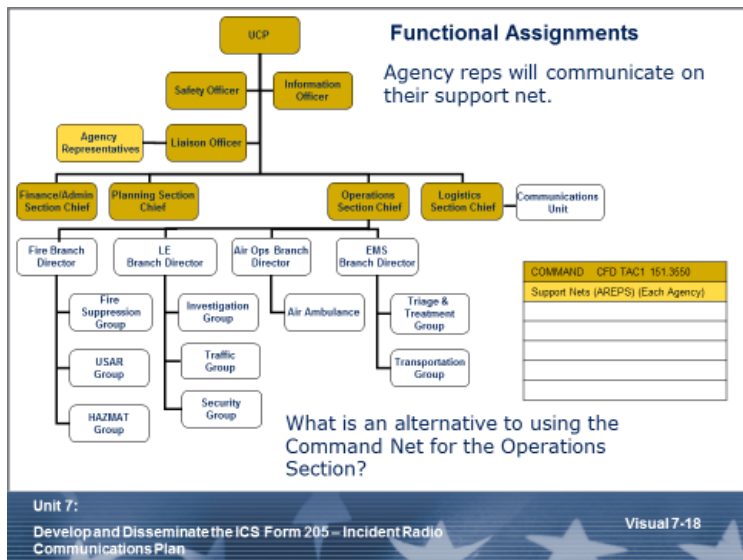 Functional Assignments
Agency reps will communicate on
their support net.
UCP
Safety Officer
Information
Officer
Agency
Representatives
Liaison Officer
Finance/Admin
Section Chief
Planning Section
Chief
Operations
Section Chief
Logistics
Section Chief
Communications
Unit
Fire Branch
Director
LE
Branch Director
Air Ops Branch
Director
EMS
Branch Director
Fire
Suppression
Group
USAR
Group
HAZMAT
Group
Investigation
Group
Traffic
Group
Security
Group
Air Ambulance
Triage &
Treatment
Group
Transportation
Group
COMMAND CFD TAC1 151.3550
Support Nets (AREPS) (Each Agency)
What is an alternative to using the
Command Net for the Operations
Section?
Unit 7:
Develop and Disseminate the ICS Form 205 – Incident Radio
Communications Plan
Visual 7-18